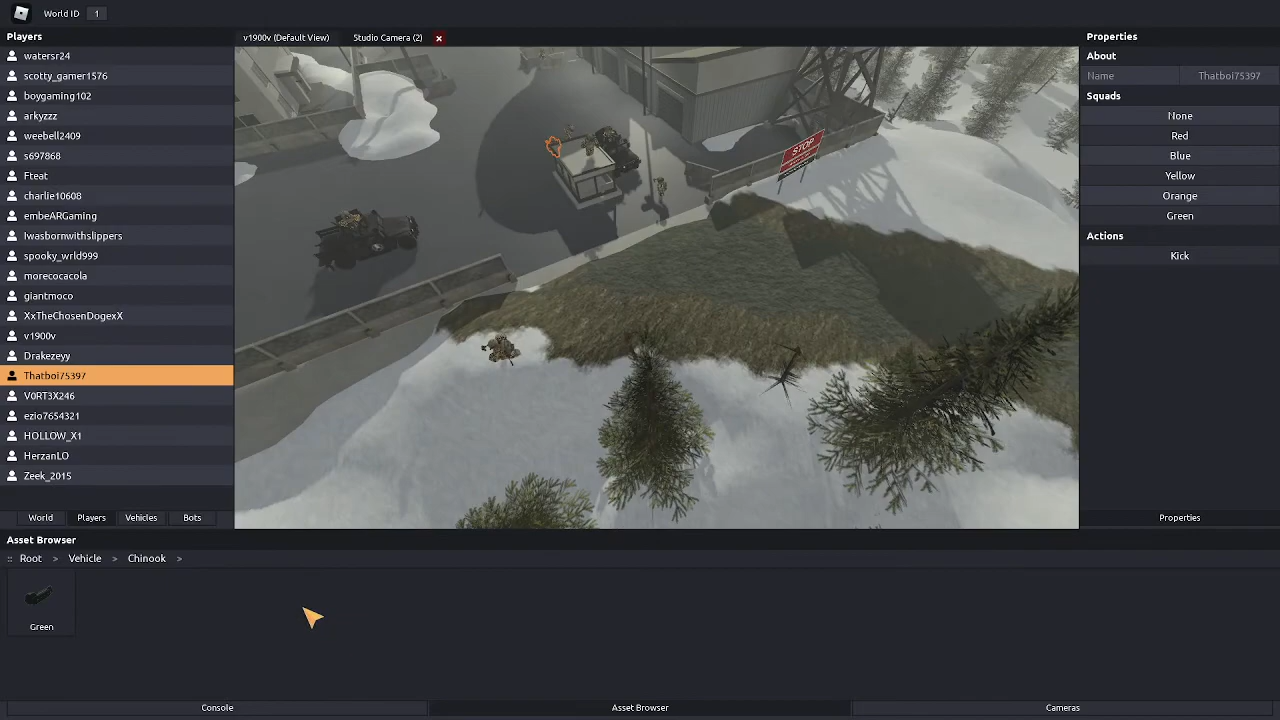 World ID 1
Players
v1900v (Default View) Studio Camera (2) x
Properties
watersr24
scotty_gamer1576
boygaming102
arkyzzz
weebell2409
s697868
Fteat
charlie10608
embeARGaming
Iwasbornwithslippers
spooky_wrld999
morecocacola
giantmoco
XxTheChosenDogexX
v1900v
Drakezeyy
Thatboi75397
V0RT3X246
ezio7654321
HOLLOW_X1
HerzanLO
Zeek_2015
World Players Vehicles Bots
STOP
About
Name Thatboi75397
Squads
None
Red
Blue
Yellow
Orange
Green
Actions
Kick
Properties
Asset Browser
:: Root > Vehicle > Chinook >
Green
Console Asset Browser Cameras